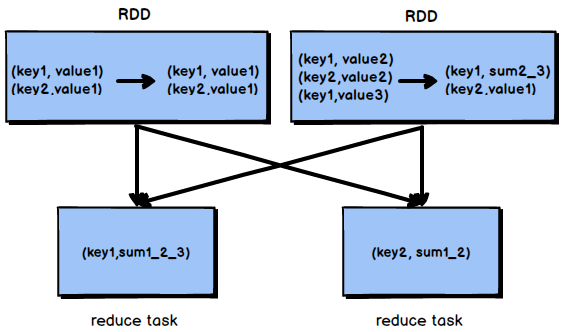 RDD
RDD
(key1, value1)
(key2,value1)
(key1, value1)
(key2,value1)
(key1, value2)
(key2,value2)
(key1,value3)
(key1, sum2_3)
(key2,value1)
(key1,sum1_2_3)
(key2, sum1_2)
reduce task
reduce task